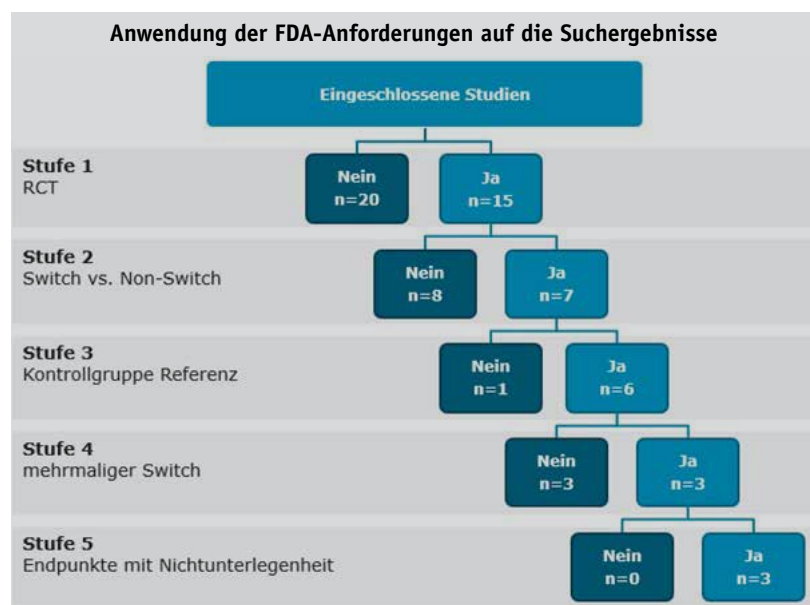 Anwendung der FDA-Anforderungen auf die Suchergebnisse
Eingeschlossene Studien
Stufe 1
RCT
Nein
n=20
Ja
n=15
Stufe 2
Switch vs. Non-Switch
Nein
n=8
Ja
n=7
Stufe 3
Kontrollgruppe Referenz
Nein
n=1
Ja
n=6
Stufe 4
mehrmaliger Switch
Nein
n=3
Ja
n=3
Stufe 5
Endpunkte mit Nichtunterlegenheit
Nein
n=0
Ja
n=3